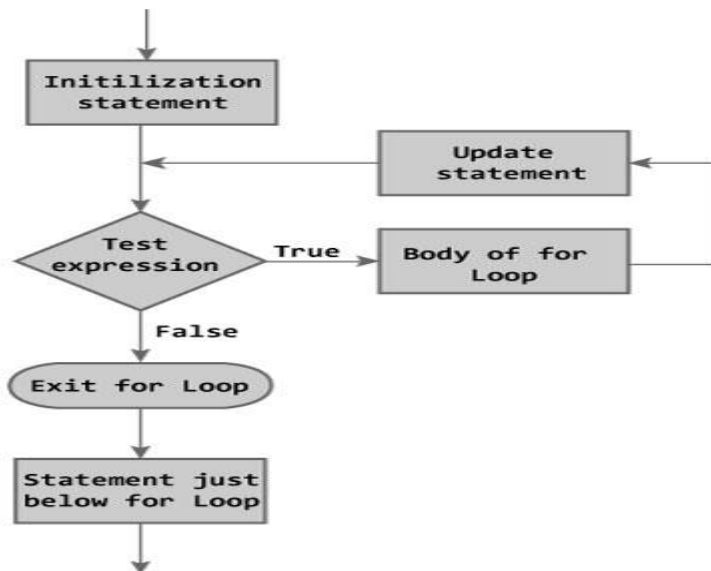 Initilization
statement
Update
statement
Test
expression
True
Body of for
Loop
False
Exit for Loop
Statement just
below for Loop